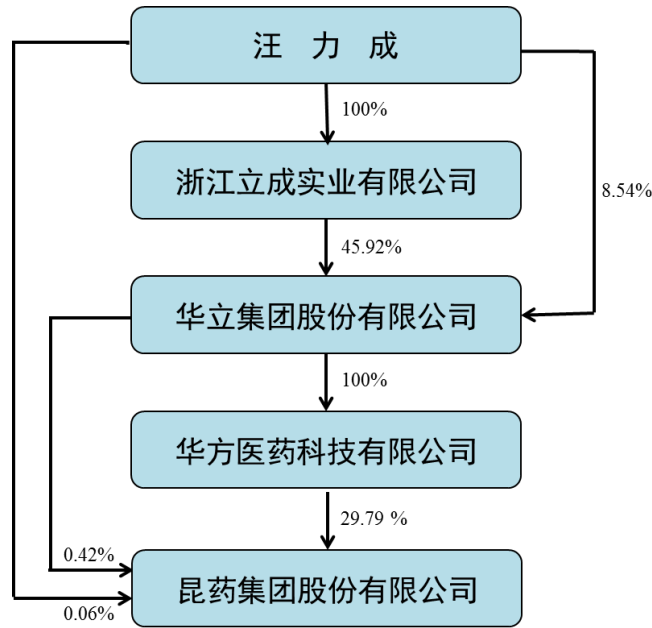 汪 力 成
100%
浙江立成实业有限公司
8.54%
45.92%
华立集团股份有限公司
100%
华方医药科技有限公司
29.79 %
0.42%
昆药集团股份有限公司
0.06%